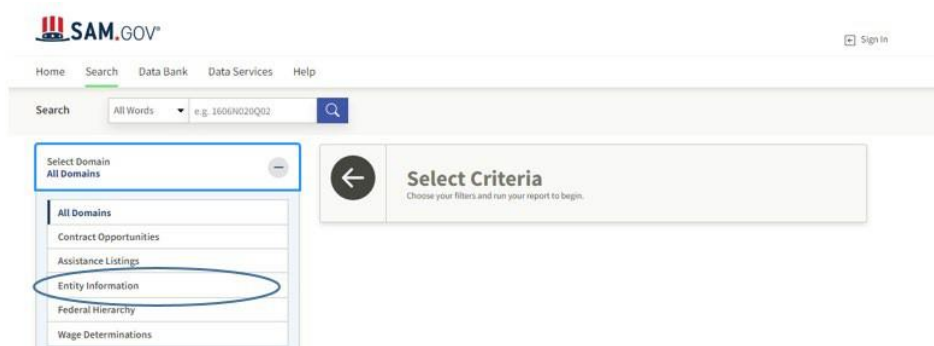 SAM.GOV®
Sign In
Home Search Data Bank Data Services Help
Search All Words e.g. 1606N020Q02
Select Domain
All Domains
Select Criteria
Choose your filters and run your report to begin.
All Domains
Contract Opportunities
Assistance Listings
Entity Information
Federal Hierarchy
Wage Determinations